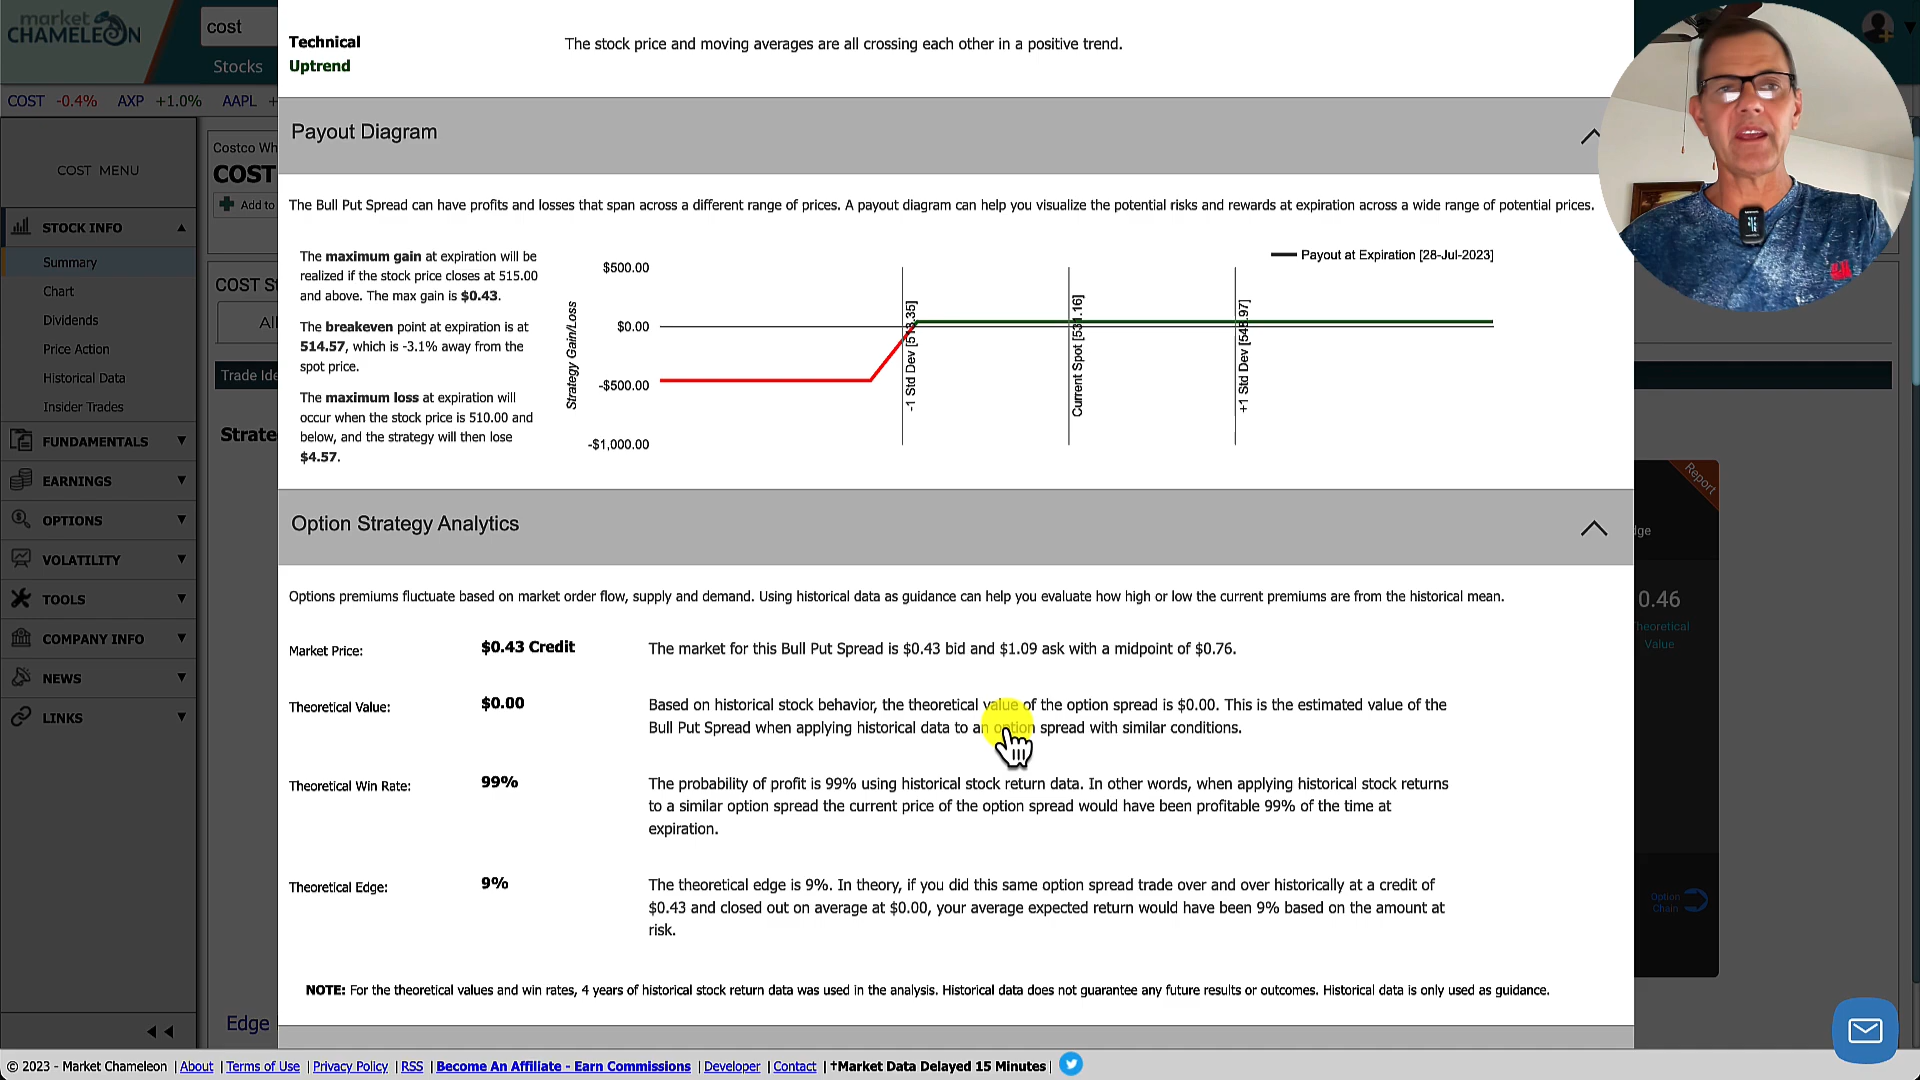 market
CHAMELEON
cost
Stocks
COST -0.4% AXP +1.0% AAPL +
COST MENU
STOCK INFO
Summary
Chart
Dividends
Price Action
Historical Data
Insider Trades
FUNDAMENTALS
EARNINGS
OPTIONS
VOLATILITY
TOOLS
COMPANY INFO
NEWS
LINKS
Costco Wh
COST
Add to
COST St
Al
Trade Ide
Strate
Edge
Technical
Uptrend
The stock price and moving averages are all crossing each other in a positive trend.
Payout Diagram
The Bull Put Spread can have profits and losses that span across a different range of prices. A payout diagram can help you visualize the potential risks and rewards at expiration across a wide range of potential prices.
The maximum gain at expiration will be
realized if the stock price closes at 515.00
and above. The max gain is $0.43.
The breakeven point at expiration is at
514.57, which is -3.1% away from the
spot price.
The maximum loss at expiration will
occur when the stock price is 510.00 and
below, and the strategy will then lose
$4.57.
Strategy Gain/Loss
$500.00
$0.00
-$500.00
-$1,000.00
Payout at Expiration [28-Jul-2023]
-1 Std Dev [513.35]
Current Spot [531.16]
+1 Std Dev [548.97]
Option Strategy Analytics
Options premiums fluctuate based on market order flow, supply and demand. Using historical data as guidance can help you evaluate how high or low the current premiums are from the historical mean.
Market Price: $0.43 Credit The market for this Bull Put Spread is $0.43 bid and $1.09 ask with a midpoint of $0.76.
Theoretical Value: $0.00 Based on historical stock behavior, the theoretical value of the option spread is $0.00. This is the estimated value of the
Bull Put Spread when applying historical data to an option spread with similar conditions.
Theoretical Win Rate: 99% The probability of profit is 99% using historical stock return data. In other words, when applying historical stock returns
to a similar option spread the current price of the option spread would have been profitable 99% of the time at
expiration.
Theoretical Edge: 9% The theoretical edge is 9%. In theory, if you did this same option spread trade over and over historically at a credit of
$0.43 and closed out on average at $0.00, your average expected return would have been 9% based on the amount at
risk.
NOTE: For the theoretical values and win rates, 4 years of historical stock return data was used in the analysis. Historical data does not guarantee any future results or outcomes. Historical data is only used as guidance.
Report
dge
0.46
Theoretical
Value
Option
Chain
© 2023 - Market Chameleon | About | Terms of Use | Privacy Policy | RSS | Become An Affiliate - Earn Commissions | Developer | Contact | †Market Data Delayed 15 Minutes |